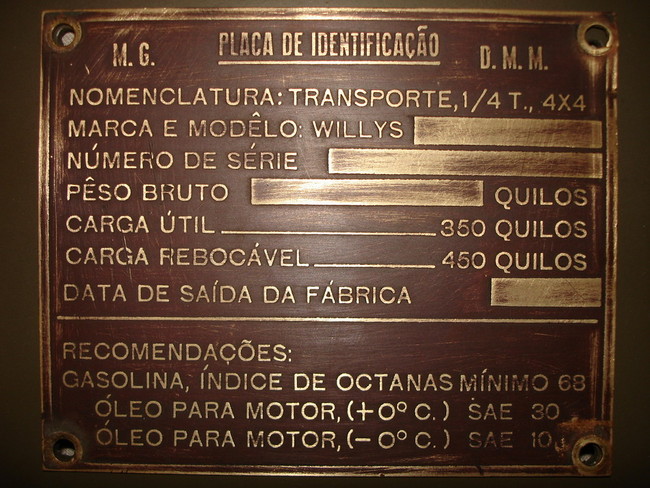 M. G. PLACA DE IDENTIFICAÇÃO D. M. M.
NOMENCLATURA: TRANSPORTE, 1/4 T., 4X4
MARCA E MODÊLO: WILLYS
NÚMERO DE SÉRIE
PÊSO BRUTO QUILOS
CARGA ÚTIL 350 QUILOS
CARGA REBOCÁVEL 450 QUILOS
DATA DE SAÍDA DA FÁBRICA
RECOMENDAÇÕES:
GASOLINA, ÍNDICE DE OCTANAS MÍNIMO 68
ÓLEO PARA MOTOR, (+0º C.) SAE 30
ÓLEO PARA MOTOR, (-0º C.) SAE 10